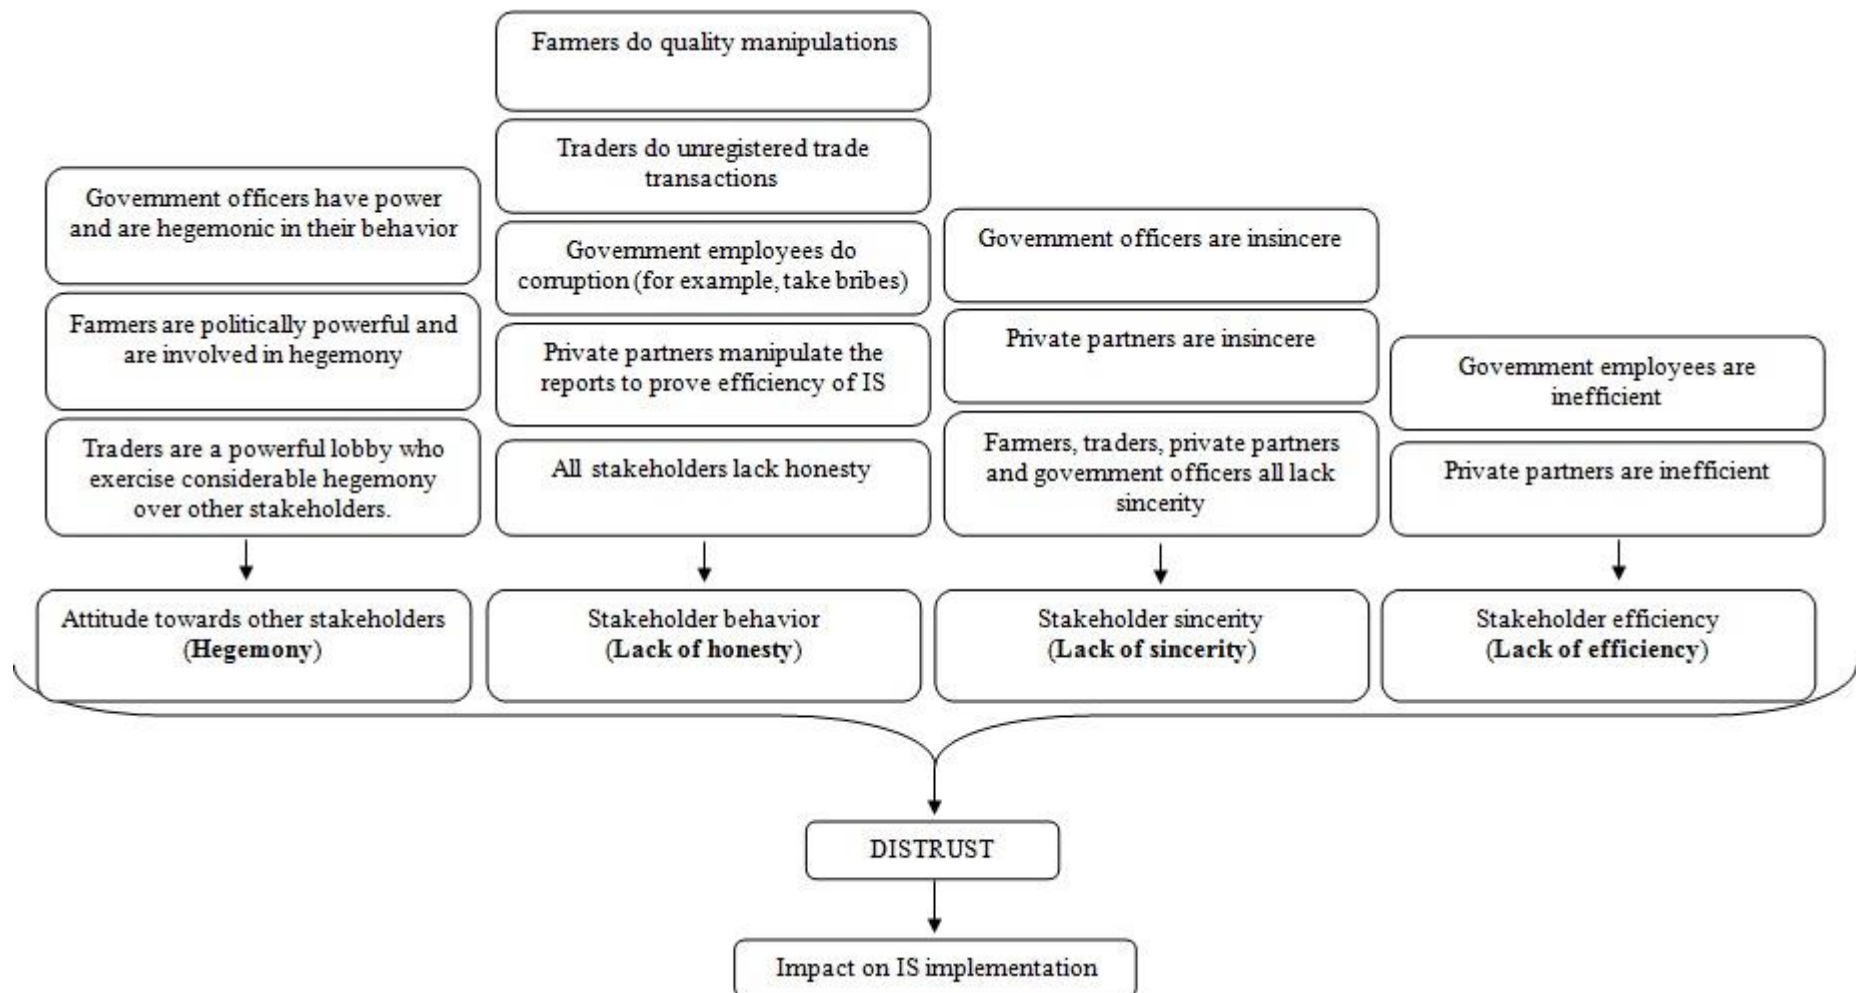 Farmers do quality manipulations
Traders do unregistered trade
transactions
Government officers have power
and are hegemonic in their behavior
Government employees do
corruption (for example, take bribes)
Government officers are insincere
Farmers are politically powerful and
are involved in hegemony
Private partners manipulate the
reports to prove efficiency of IS
Private partners are insincere
Government employees are
inefficient
Traders are a powerful lobby who
exercise considerable hegemony
over other stakeholders.
All stakeholders lack honesty
Farmers, traders, private partners
and government officers all lack
sincerity
Private partners are inefficient
Attitude towards other stakeholders
(Hegemony)
Stakeholder behavior
(Lack of honesty)
Stakeholder sincerity
(Lack of sincerity)
Stakeholder efficiency
(Lack of efficiency)
DISTRUST
Impact on IS implementation